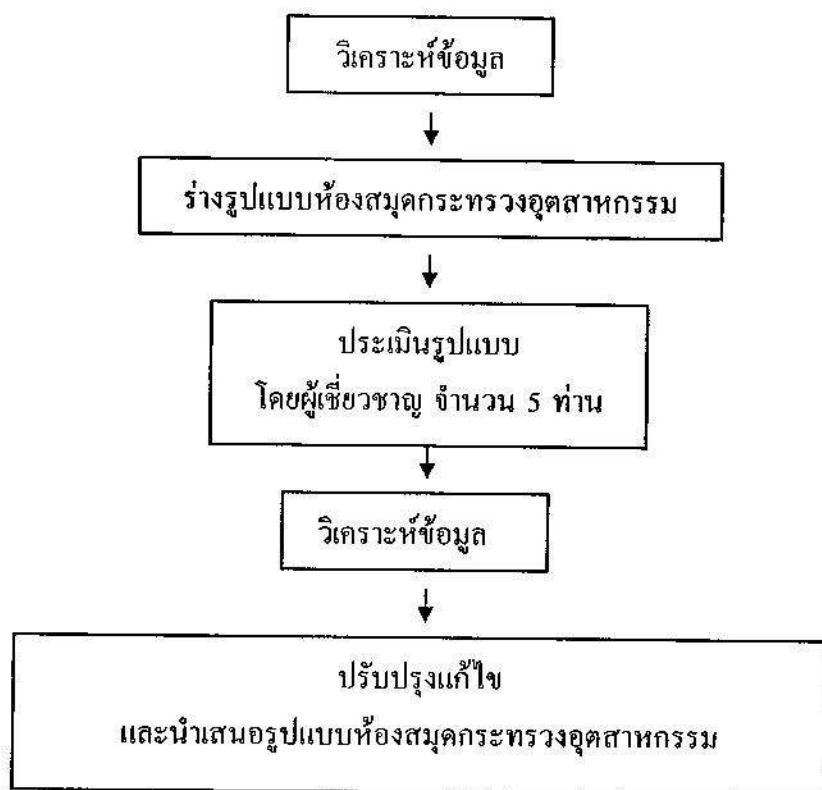 วิเคราะห์ข้อมูล
ร่างรูปแบบห้องสมุดกระทรวงอุตสาหกรรม
ประเมินรูปแบบ
โดยผู้เชี่ยวชาญ จำนวน 5 ท่าน
วิเคราะห์ข้อมูล
ปรับปรุงแก้ไข
และนำเสนอรูปแบบห้องสมุดกระทรวงอุตสาหกรรม